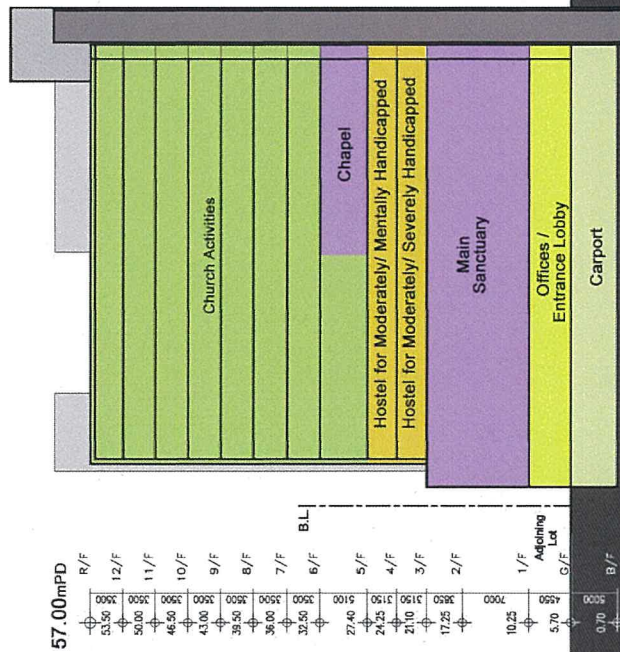 Church Activities
Chapel
Hostel for Moderately/ Mentally Handicapped
Hostel for Moderately/ Severely Handicapped
Main
Sanctuary
Offices /
Entrance Lobby
Carport
B.L.
Adjoining
Lot
57.00mPD
R/F
3500
53.50
12/F
3500
50.00
11/F
3500
46.50
10/F
3500
43.00
9/F
3500
39.50
8/F
3500
36.00
7/F
3500
32.50
6/F
5100
27.40
5/F
3150
24.25
4/F
3150
21.10
3/F
3850
17.25
2/F
7000
10.25
1/F
4550
5.70
G/F
5000
0.70
B/F